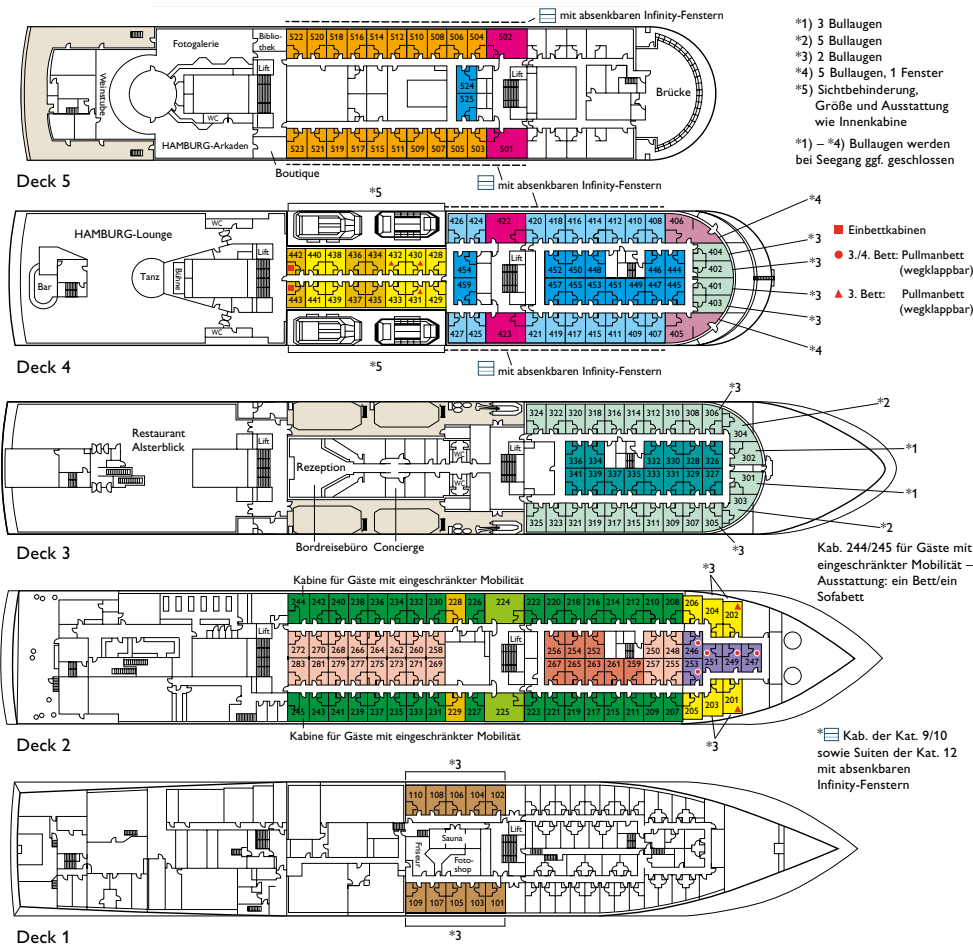 mit absenkbaren Infinity-Fenstern
*1) 3 Bullaugen
*2) 5 Bullaugen
*3) 2 Bullaugen
*4) 5 Bullaugen, 1 Fenster
*5) Sichtbehinderung,
Größe und Ausstattung
wie Innenkabine
*1) – *4) Bullaugen werden
bei Seegang ggf. geschlossen
Fotogalerie
Biblio-
thek
Lift
522 520 518 516 514 512 510 508 506 504 502
Lift
Weinstube
524
525
Brücke
WC
HAMBURG-Arkaden
523 521 519 517 515 511 509 507 505 503 501
Boutique
Deck 5
mit absenkbaren Infinity-Fenstern
*5
*4
HAMBURG-Lounge
WC
426 424 422 420 418 416 414 412 410 408 406
*3
Einbettkabinen
Lift
442 440 438 436 434 432 430 428
Lift
404
402
401
403
*3
3./4. Bett: Pullmanbett
(wegklappbar)
Bar
Tanz
Bühne
454
459
452 450 448 446 444
457 455 453 451 449 447 445
*3
3. Bett: Pullmanbett
(wegklappbar)
443 441 439 437 435 433 431 429
*3
WC
427 425 423 421 419 417 415 411 409 407 405
*4
Deck 4
*5
mit absenkbaren Infinity-Fenstern
*3
*2
324 322 320 318 316 314 312 310 308 306
304
302
301
303
*1
Restaurant
Alsterblick
Lift
Rezeption
WC
WC
Lift
336 334 332 330 328 326
341 339 337 335 333 331 329 327
*1
325 323 321 319 317 315 311 309 307 305
*2
Bordreisebüro Concierge
*3
Deck 3
Kab. 244/245 für Gäste mit
eingeschränkter Mobilität –
Ausstattung: ein Bett/ein
Sofabett
Kabine für Gäste mit eingeschränkter Mobilität
*3
244 242 240 238 236 234 232 230 228 226 224 222 220 218 216 214 212 210 208 206 204 202
Lift
Lift
272 270 268 266 264 262 260 258
256 254 252 250 248 246
251 249 247
283 281 279 277 275 273 271 269
267 265 263 261 259 257 255 253
245 243 241 239 237 235 233 231 229 227 225 223 221 219 217 215 211 209 207 205 203 201
Kabine für Gäste mit eingeschränkter Mobilität
*3
Deck 2
* Kab. der Kat. 9/10
sowie Suiten der Kat. 12
mit absenkbaren
Infinity-Fenstern
*3
110 108 106 104 102
Friseur
Sauna
Lift
Foto-
shop
109 107 105 103 101
*3
Deck 1